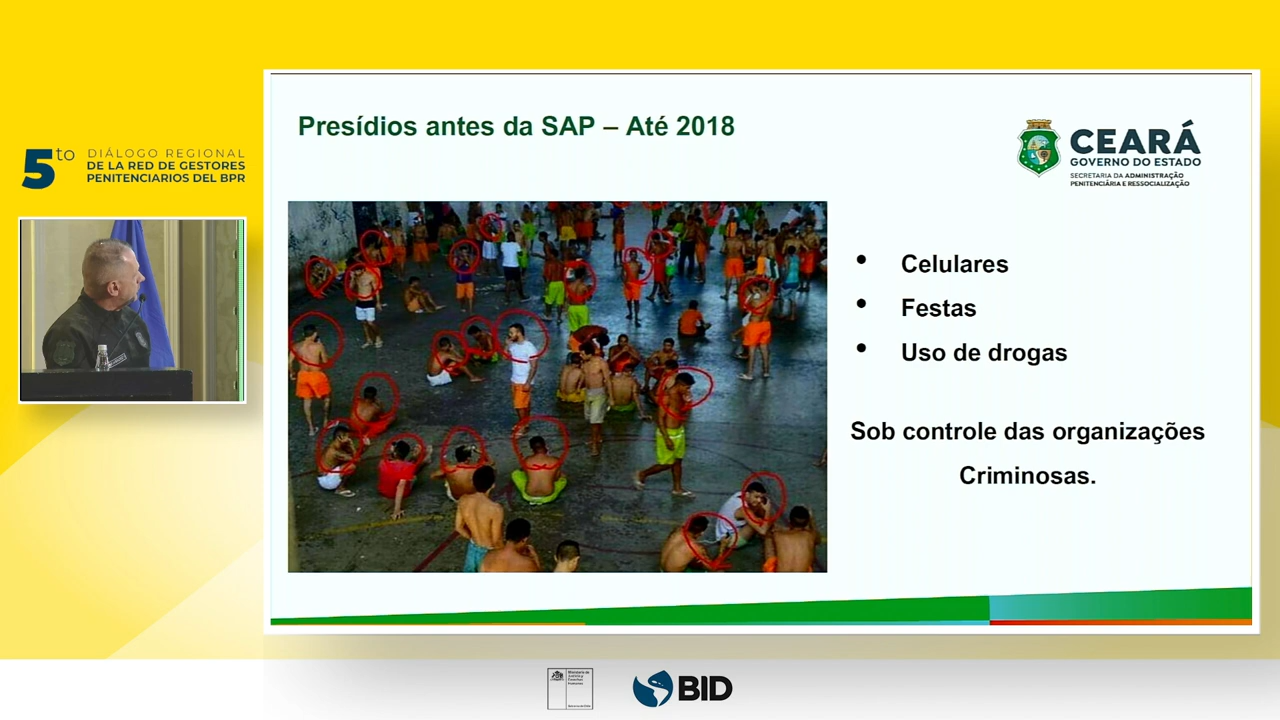 5to
DIÁLOGO REGIONAL
DE LA RED DE GESTORES
PENITENCIARIOS DEL BPR
Presídios antes da SAP – Até 2018
CEARÁ
GOVERNO DO ESTADO
SECRETARIA DA ADMINISTRAÇÃO
PENITENCIÁRIA E RESSOCIALIZAÇÃO
• Celulares
• Festas
• Uso de drogas
Sob controle das organizações
Criminosas.
BID